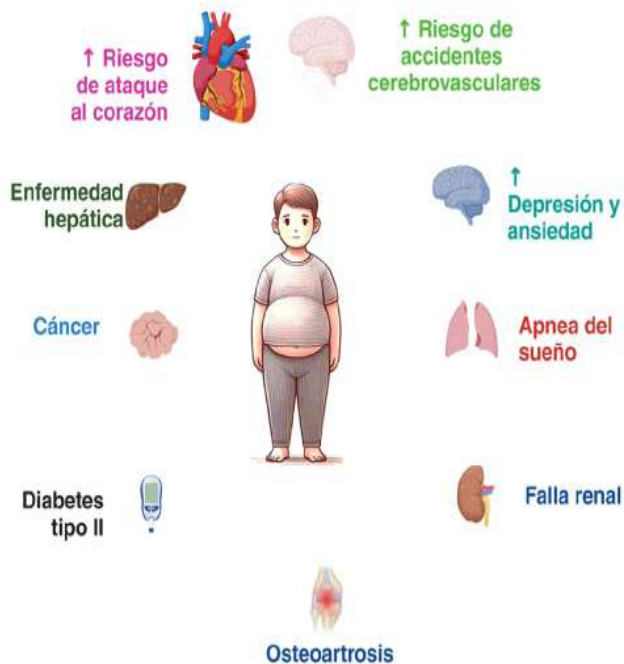 ↑ Riesgo
de ataque
al corazón
↑ Riesgo de
accidentes
cerebrovasculares
Enfermedad
hepática
↑
Depresión y
ansiedad
Cáncer
Apnea del
sueño
Diabetes
tipo II
Falla renal
Osteoartrosis